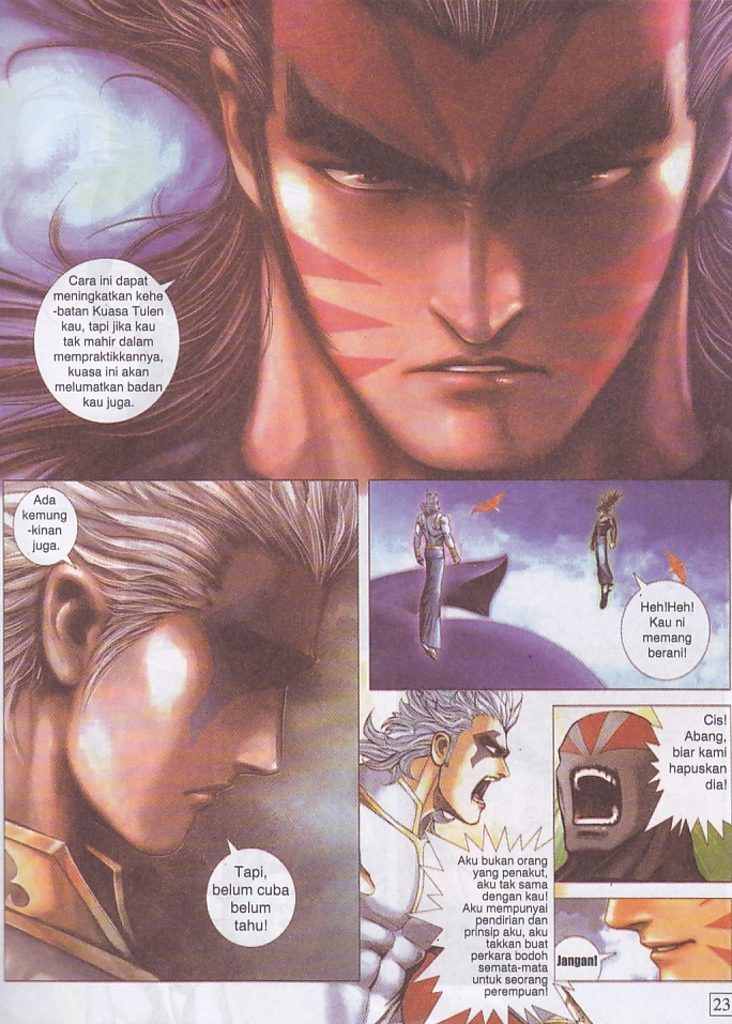 Cara ini dapat
meningkatkan kehe
-batan Kuasa Tulen
kau, tapi jika kau
tak mahir dalam
mempraktikkannya,
kuasa ini akan
melumatkan badan
kau juga.
Ada
kemung
-kinan
juga.
Tapi,
belum cuba
belum
tahu!
Heh!Heh!
Kau ni
memang
berani!
Aku bukan orang
yang penakut,
aku tak sama
dengan kau!
Aku mempunyai
pendirian dan
prinsip aku, aku
takkan buat
perkara bodoh
semata-mata
untuk seorang
perempuan!
Cis!
Abang,
biar kami
hapuskan
dia!
Jangan!
23